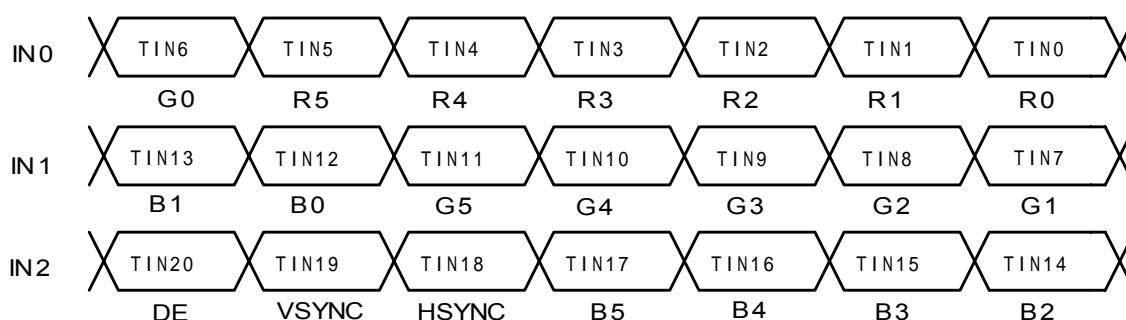 IN0 TIN6 TIN5 TIN4 TIN3 TIN2 TIN1 TIN0
G0 R5 R4 R3 R2 R1 R0
IN1 TIN13 TIN12 TIN11 TIN10 TIN9 TIN8 TIN7
B1 B0 G5 G4 G3 G2 G1
IN2 TIN20 TIN19 TIN18 TIN17 TIN16 TIN15 TIN14
DE VSYNC HSYNC B5 B4 B3 B2